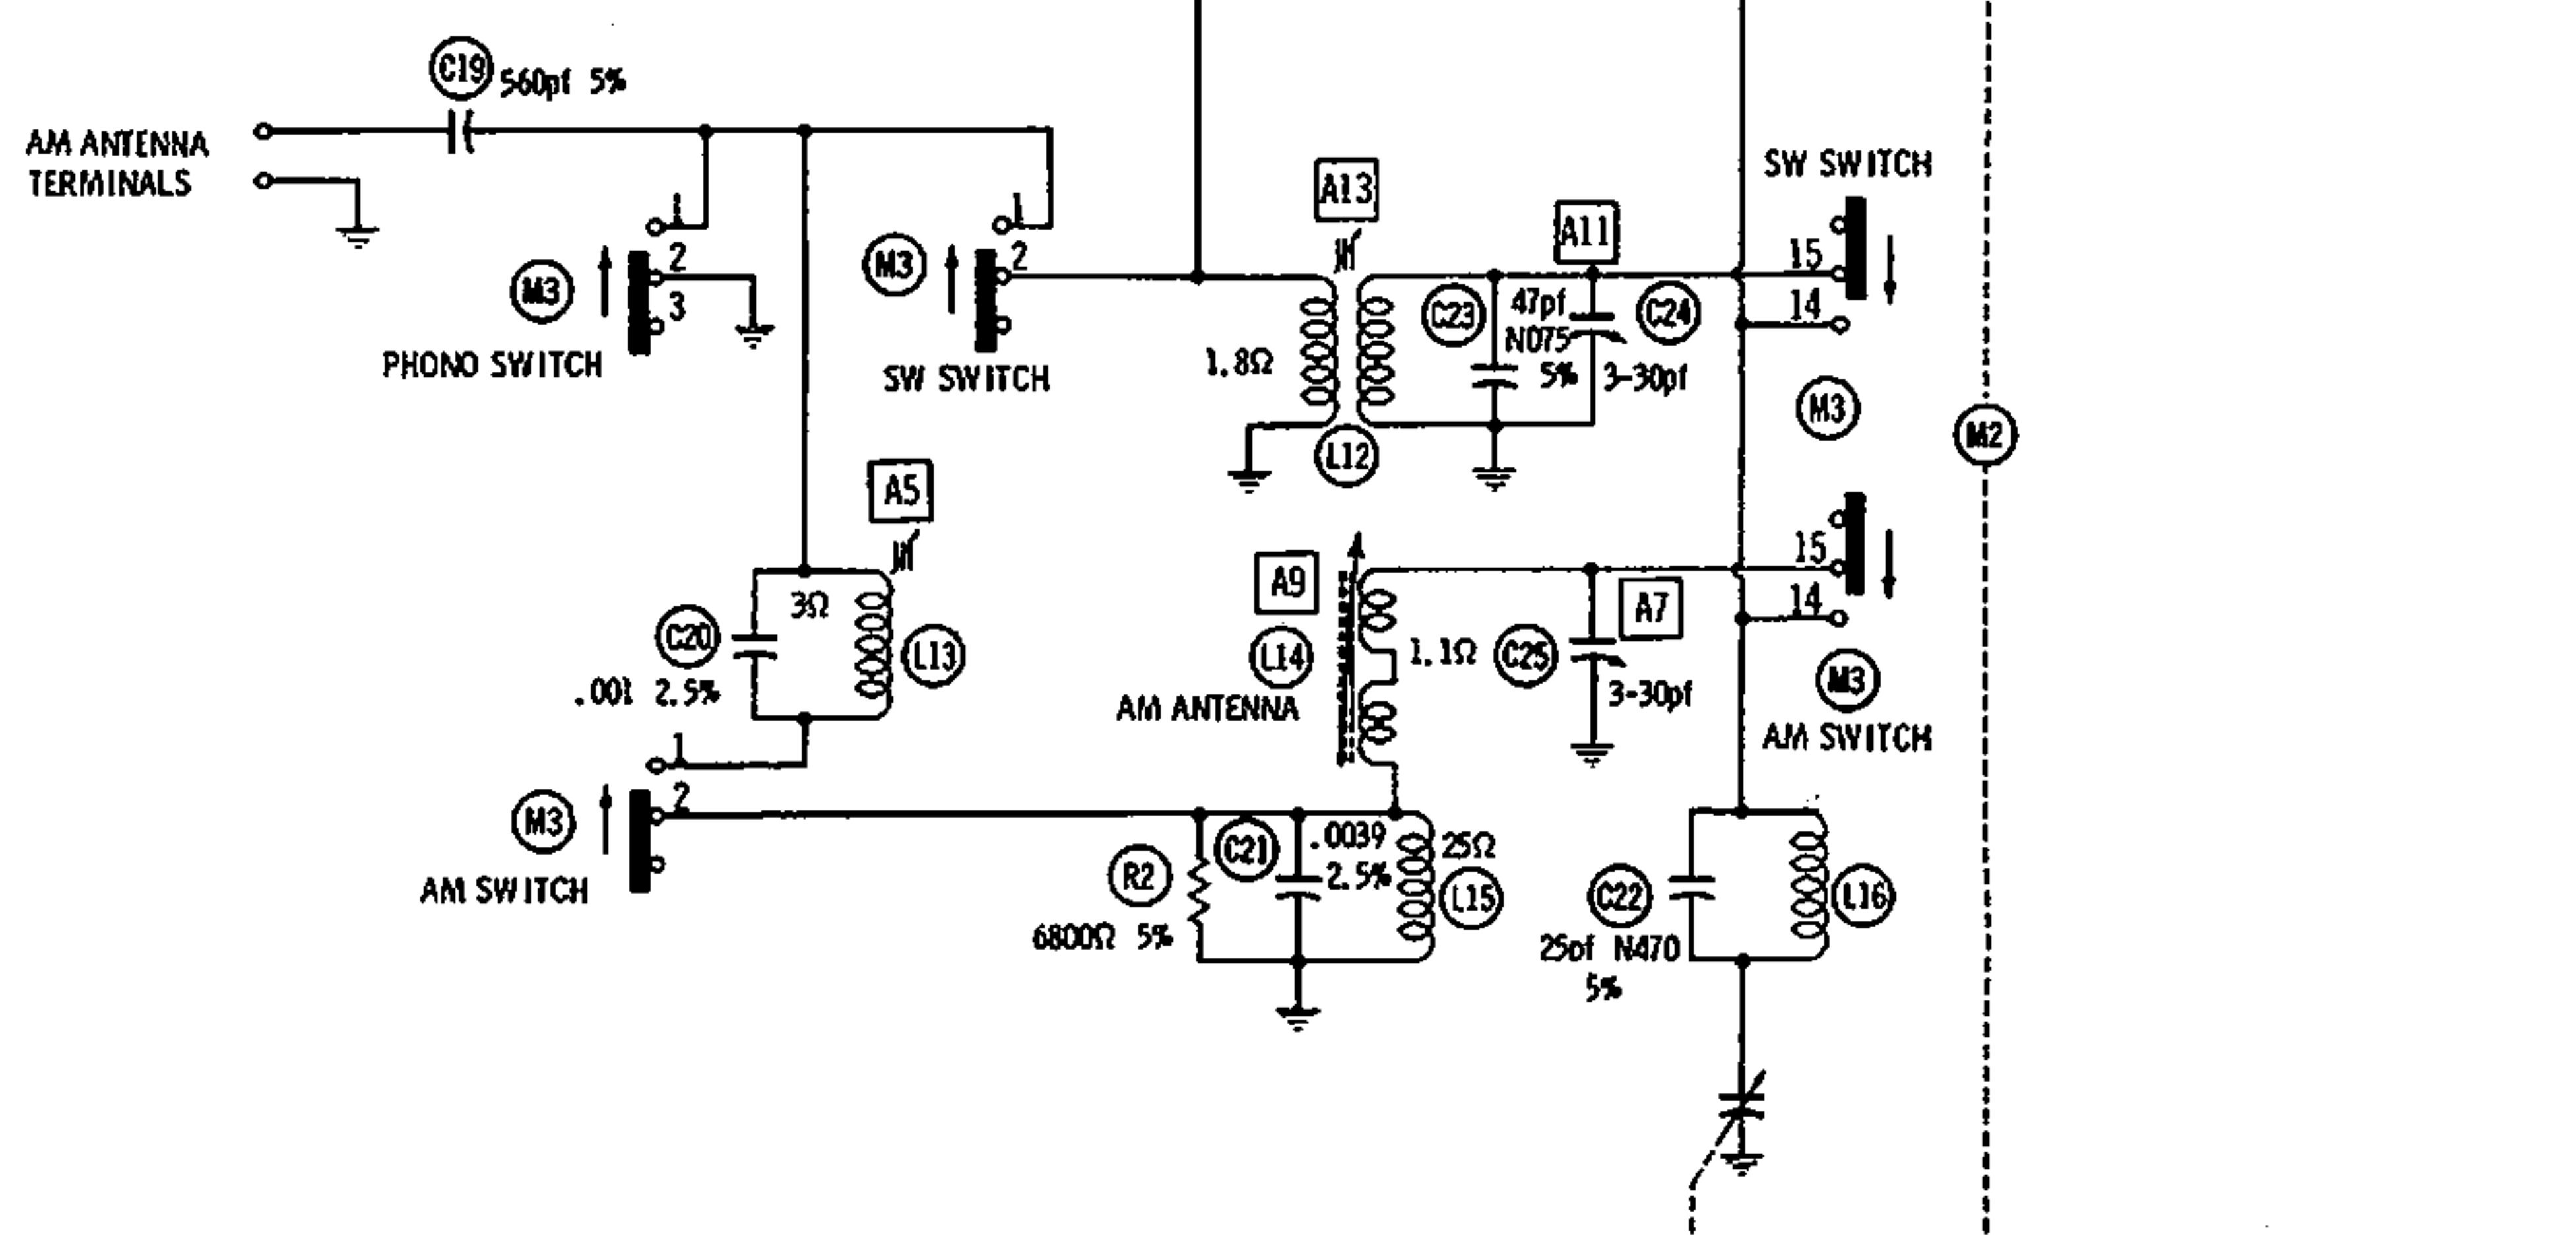 C19
560pf 5%
AM ANTENNA
TERMINALS
1
2
3
M3
PHONO SWITCH
1
2
M3
SW SWITCH
A13
1.8Ω
L12
A11
C23
47pf
N075
5%
C24
3-30pf
SW SWITCH
15
14
M3
M2
A5
3Ω
C20
.001 2.5%
L13
A9
L14
AM ANTENNA
1.1Ω
C25
A7
3-30pf
15
14
M3
AM SWITCH
1
2
M3
AM SWITCH
R2
6800Ω 5%
C21
.0039
2.5%
25Ω
L15
C22
25pf N470
5%
L16